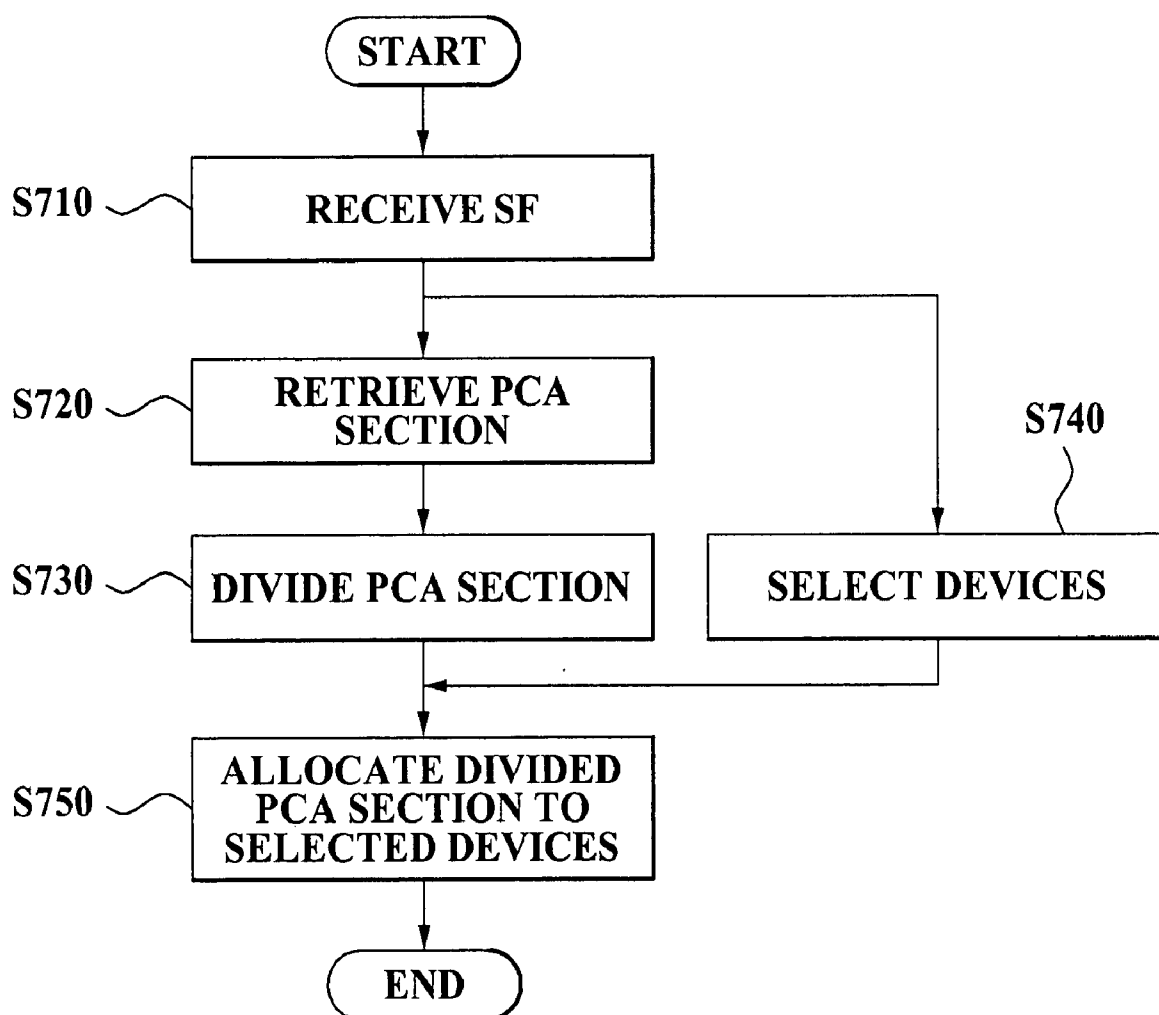 START
S710
RECEIVE SF
S720
RETRIEVE PCA
SECTION
S740
S730
DIVIDE PCA SECTION
SELECT DEVICES
S750
ALLOCATE DIVIDED
PCA SECTION TO
SELECTED DEVICES
END